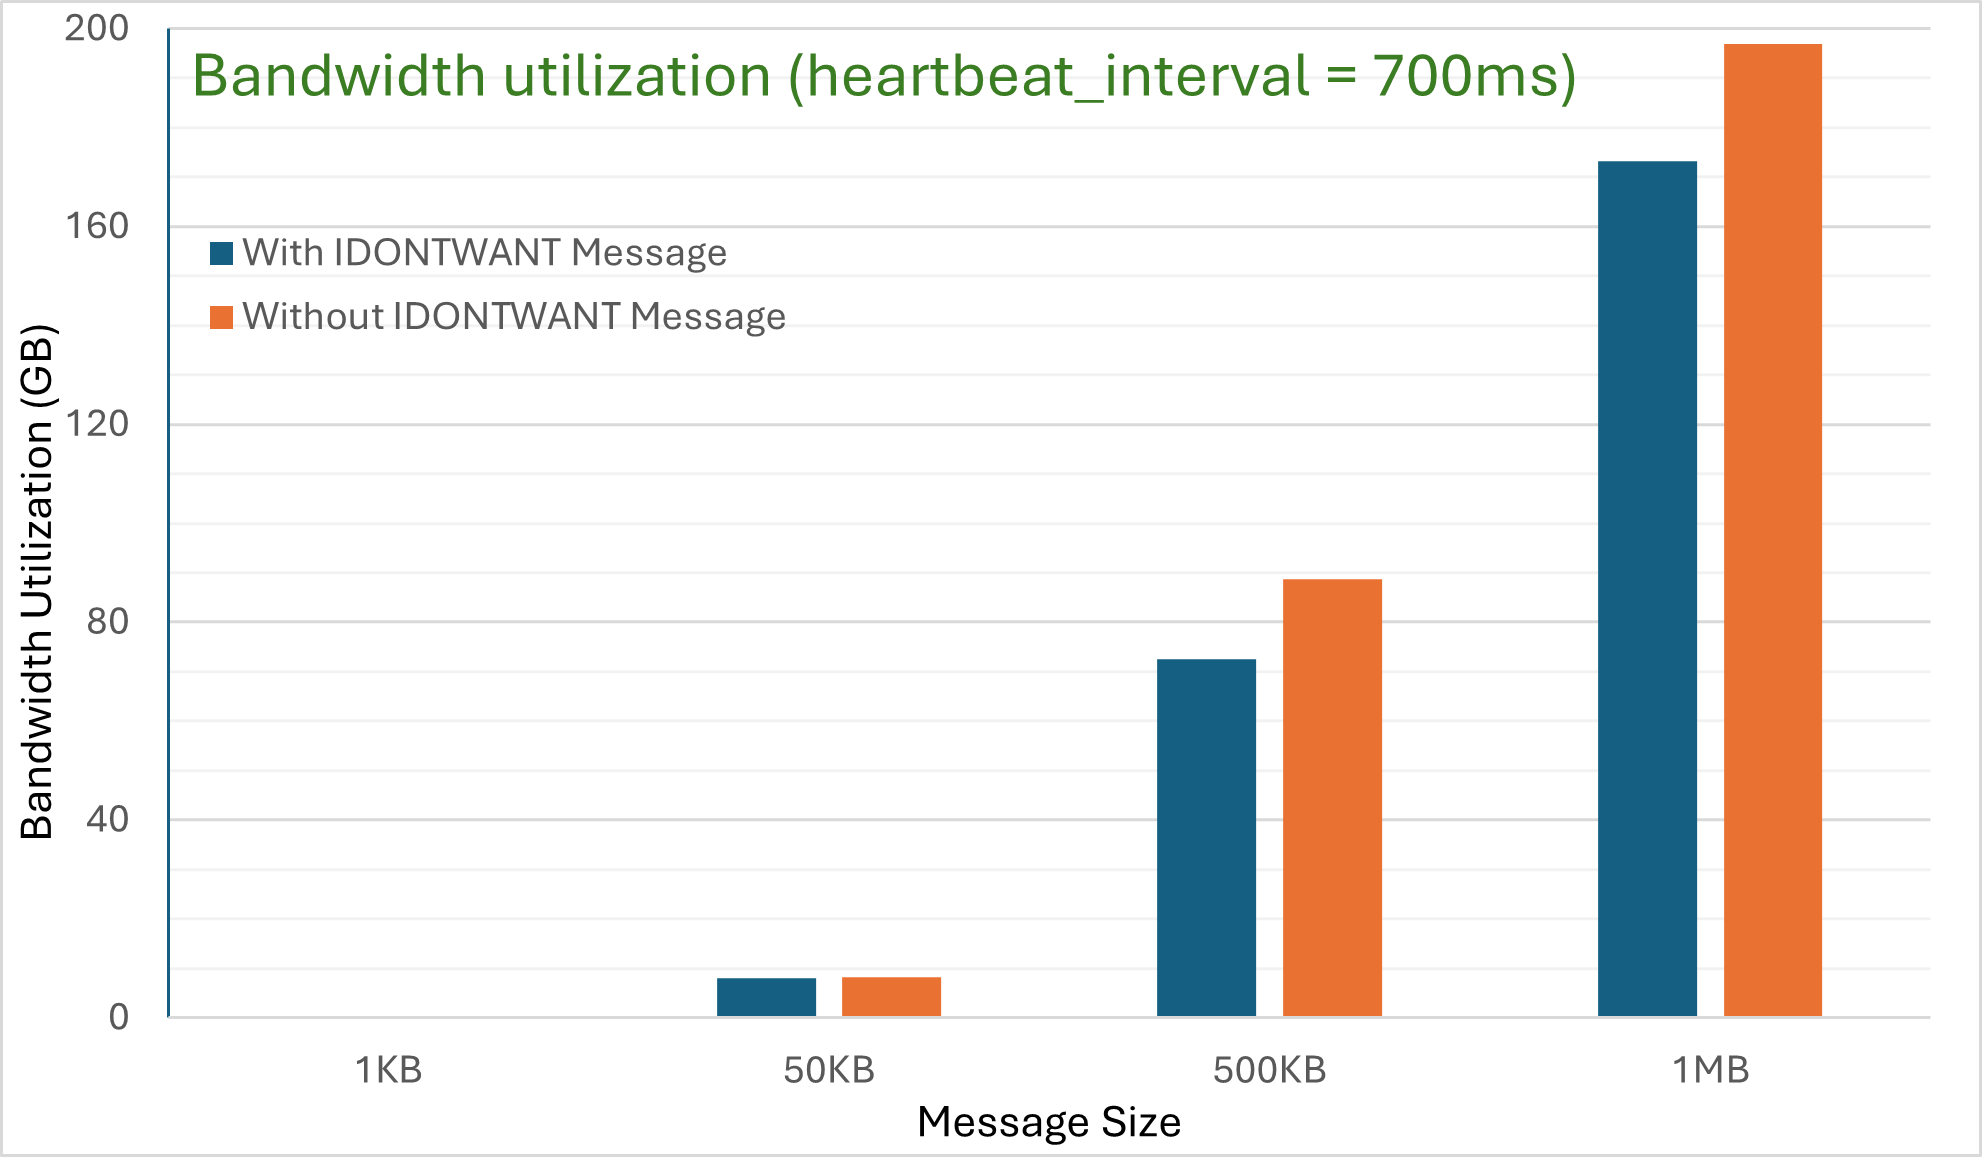 Bandwidth utilization (heartbeat_interval = 700ms)
With IDONTWANT Message
Without IDONTWANT Message
Bandwidth Utilization (GB)
200
160
120
80
40
0
1KB
50KB
500KB
1MB
Message Size